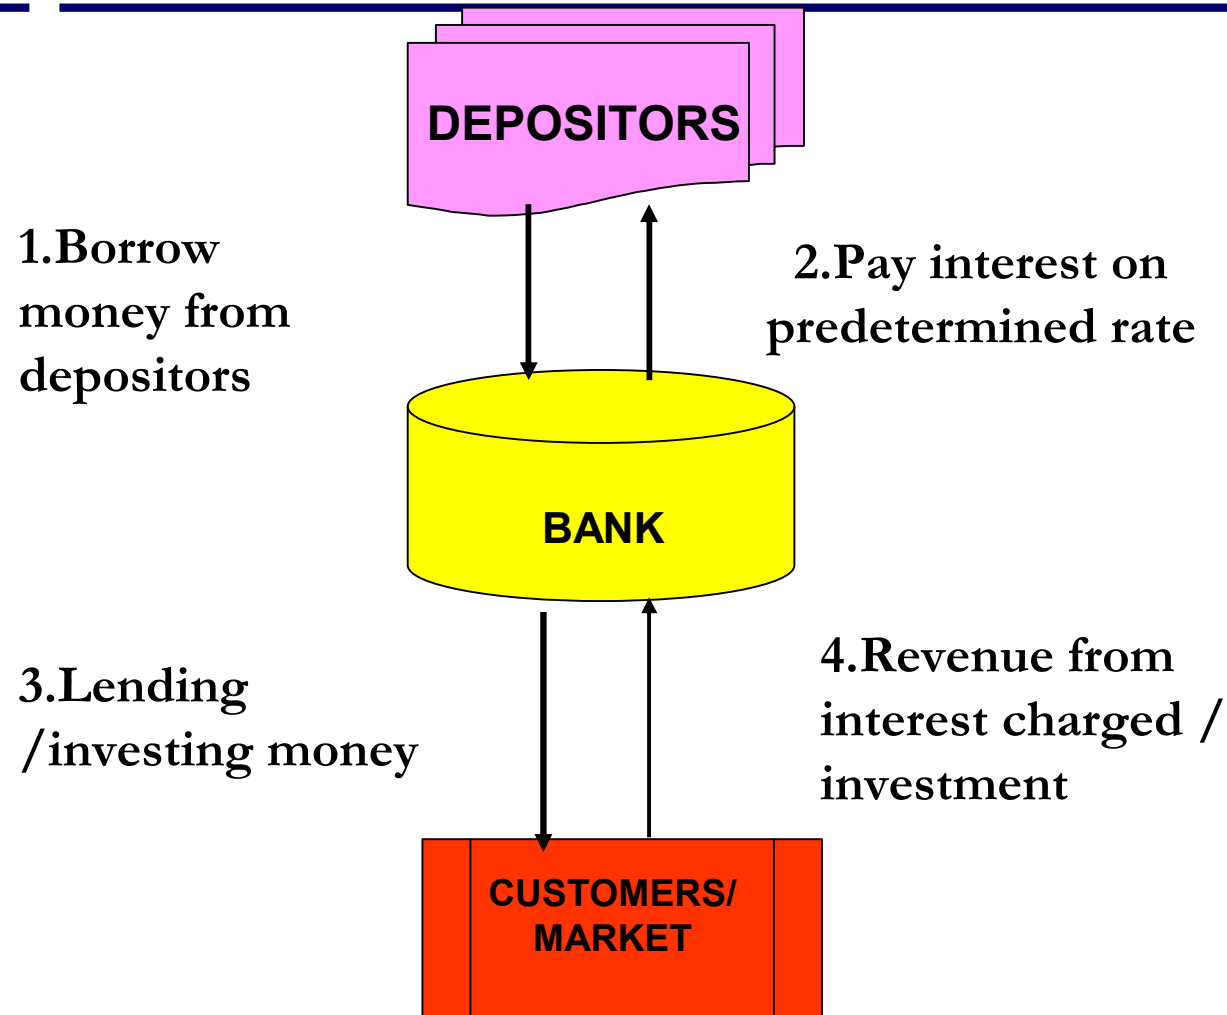 DEPOSITORS
1.Borrow
money from
depositors
2.Pay interest on
predetermined rate
BANK
3.Lending
/investing money
4.Revenue from
interest charged /
investment
CUSTOMERS/
MARKET